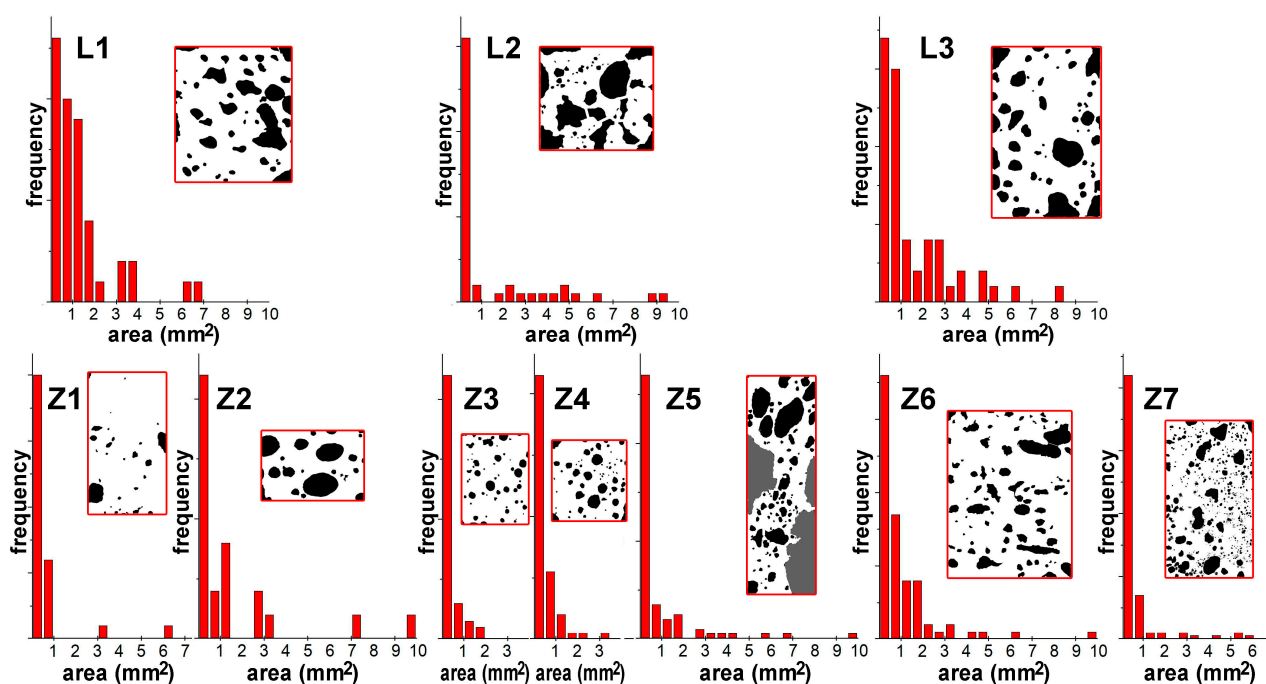 L1
L2
L3
frequency
frequency
frequency
1 2 3 4 5 6 7 8 9 10
1 2 3 4 5 6 7 8 9 10
1 2 3 4 5 6 7 8 9 10
area (mm2)
area (mm2)
area (mm2)
Z1
Z2
Z3
Z4
Z5
Z6
Z7
frequency
frequency
frequency
frequency
frequency
1 2 3 4 5 6 7
1 2 3 4 5 6 7 8 9 10
1 2 3
1 2 3
1 2 3 4 5 6 7 8 9 10
1 2 3 4 5 6 7 8 9 10
1 2 3 4 5 6
area (mm2)
area (mm2)
area (mm2)
area (mm2)
area (mm2)
area (mm2)
area (mm2)